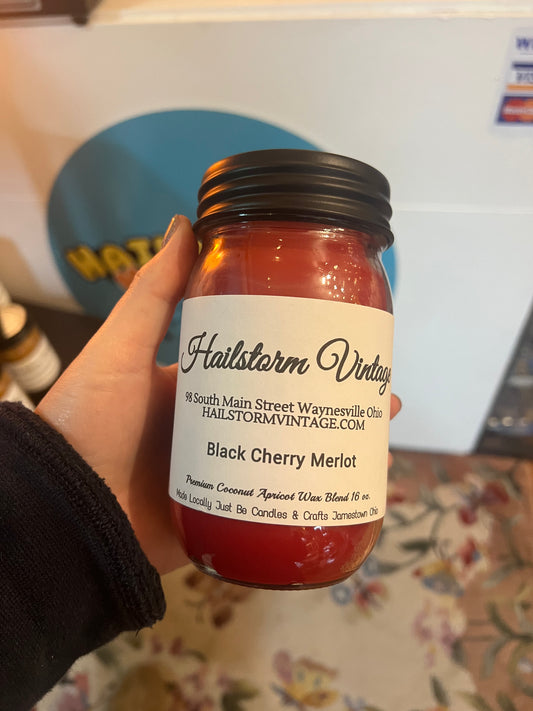 Hailstorm Vintage
98 South Main Street Waynesville Ohio
HAILSTORMVINTAGE.COM
Black Cherry Merlot
Premium Coconut Apricot Wax Blend 16 oz.
Made Locally Just Be Candles & Crafts Jamestown Ohio